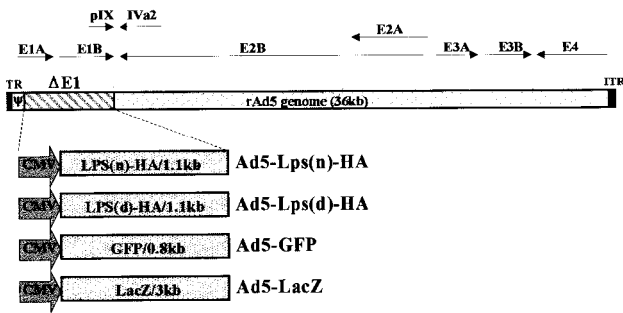 pIX IVa2
E1A E1B E2B E2A E3A E3B E4
TR ΔE1 ITR
Ψ rAd5 genome (36kb)
CMV LPS(n)-HA/1.1kb Ad5-Lps(n)-HA
CMV LPS(d)-HA/1.1kb Ad5-Lps(d)-HA
CMV GFP/0.8kb Ad5-GFP
CMV LacZ/3kb Ad5-LacZ